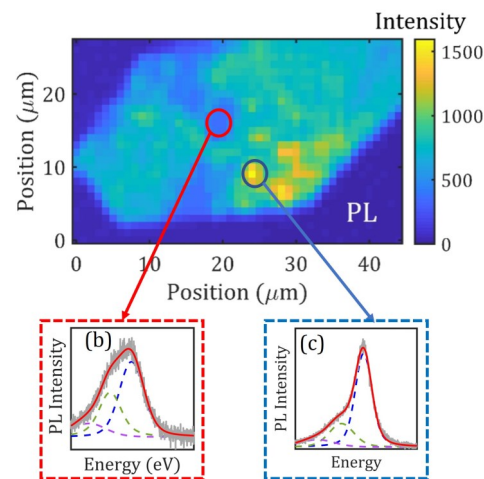 Intensity
1500
1000
500
0
20
10
0
Position (μm)
PL
0 10 20 30 40
Position (μm)
(b)
PL Intensity
Energy (eV)
(c)
PL Intensity
Energy